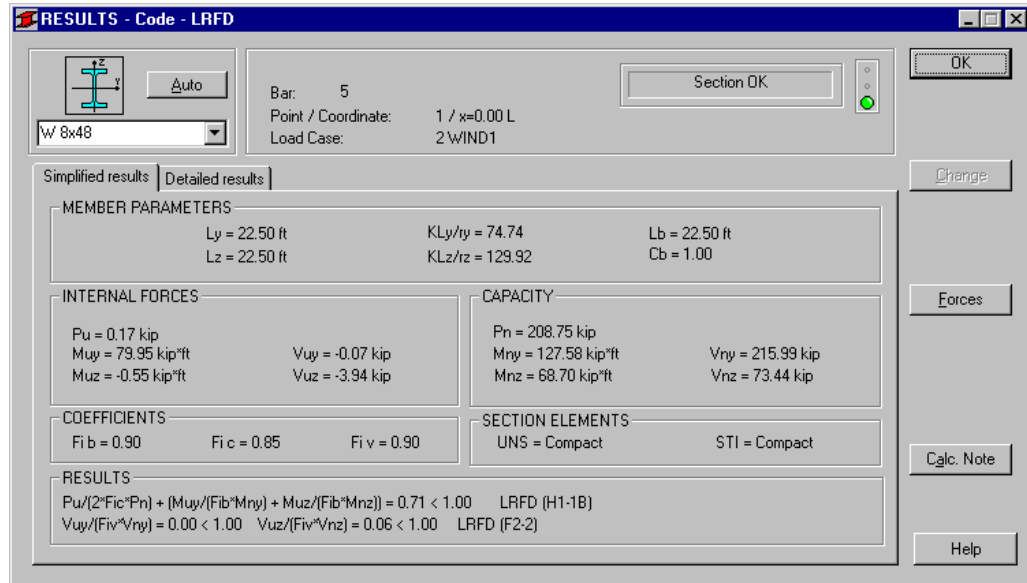 RESULTS - Code - LRFD
z
y
Auto
W 8x48
Bar: 5
Point / Coordinate: 1 / x=0.00 L
Load Case: 2 WIND1
Section OK
OK
Simplified results Detailed results
Change
MEMBER PARAMETERS
Ly = 22.50 ft KLy/ry = 74.74 Lb = 22.50 ft
Lz = 22.50 ft KLz/rz = 129.92 Cb = 1.00
INTERNAL FORCES
Pu = 0.17 kip
Muy = 79.95 kip*ft Vuy = -0.07 kip
Muz = -0.55 kip*ft Vuz = -3.94 kip
CAPACITY
Pn = 208.75 kip
Mny = 127.58 kip*ft Vny = 215.99 kip
Mnz = 68.70 kip*ft Vnz = 73.44 kip
Forces
COEFFICIENTS
Fi b = 0.90 Fi c = 0.85 Fi v = 0.90
SECTION ELEMENTS
UNS = Compact STI = Compact
Calc. Note
RESULTS
Pu/(2*Fic*Pn) + (Muy/(Fib*Mny) + Muz/(Fib*Mnz)) = 0.71 < 1.00 LRFD (H1-1B)
Vuy/(Fiv*Vny) = 0.00 < 1.00 Vuz/(Fiv*Vnz) = 0.06 < 1.00 LRFD (F2-2)
Help